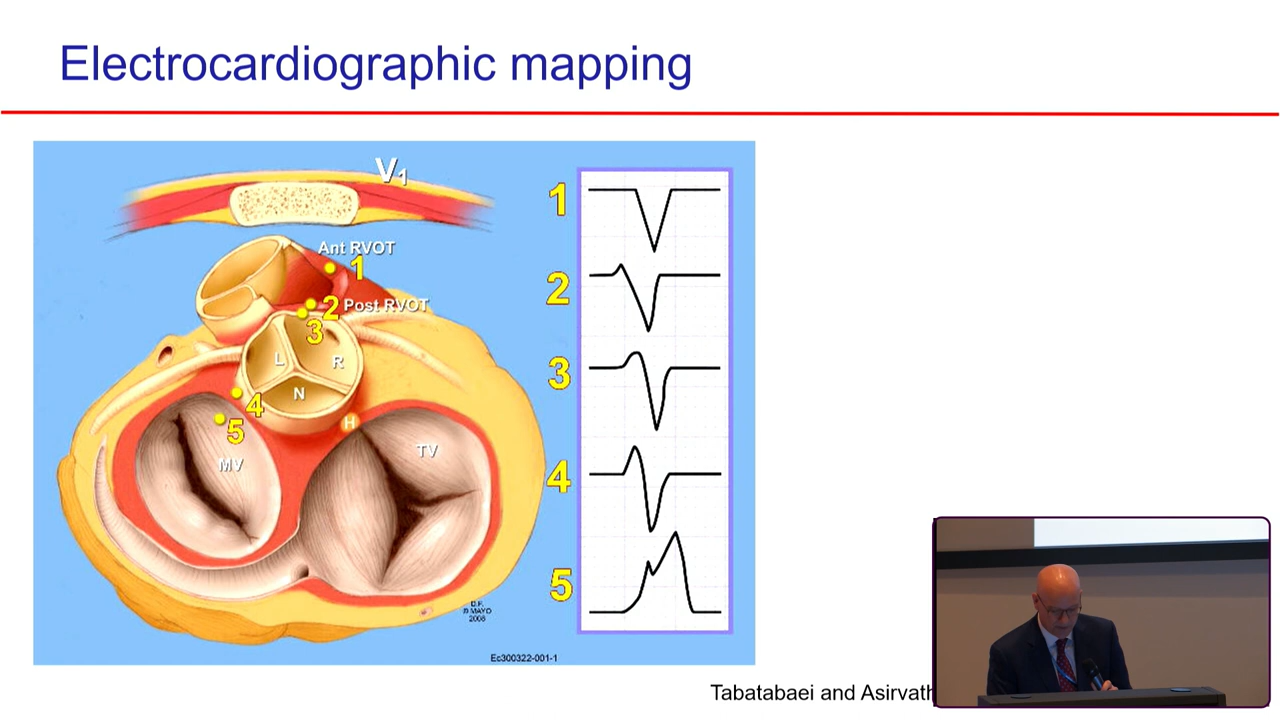 Electrocardiographic mapping
V1
Ant RVOT
1
2 Post RVOT
3
L
R
N
4
5
H
MV
TV
D.F.
© MAYO
2008
Ec300322-001-1
1
2
3
4
5
Tabatabaei and